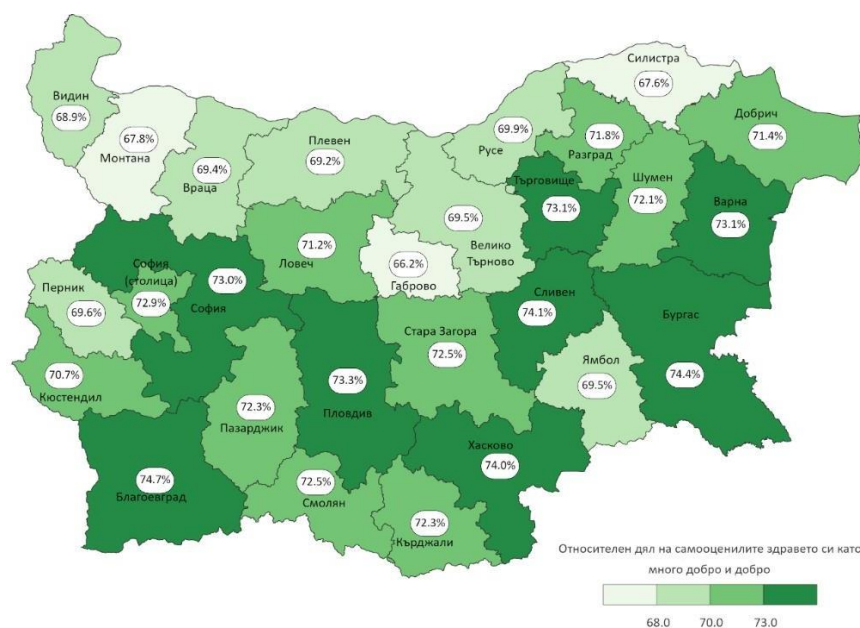 Силистра
67.6%
Видин
68.9%
Монтана
67.8%
Враца
69.4%
Плевен
69.2%
Русе
69.9%
Разград
71.8%
Добрич
71.4%
Търговище
73.1%
Шумен
72.1%
Варна
73.1%
Велико
Търново
69.5%
Ловеч
71.2%
Габрово
66.2%
София
(столица)
72.9%
София
73.0%
Перник
69.6%
Кюстендил
70.7%
Сливен
74.1%
Бургас
74.4%
Стара Загора
72.5%
Ямбол
69.5%
Пазарджик
72.3%
Пловдив
73.3%
Хасково
74.0%
Благоевград
74.7%
Смолян
72.5%
Кърджали
72.3%
Относителен дял на самооценилите здравето си като
много добро и добро
68.0 70.0 73.0